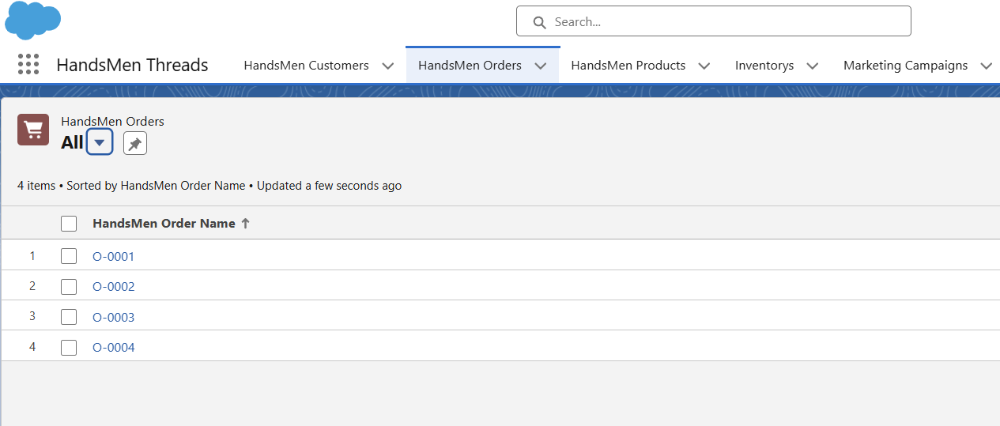 Search...
HandsMen Threads HandsMen Customers HandsMen Orders HandsMen Products Inventorys Marketing Campaigns
HandsMen Orders
All
4 items • Sorted by HandsMen Order Name • Updated a few seconds ago
HandsMen Order Name ↑
1 O-0001
2 O-0002
3 O-0003
4 O-0004